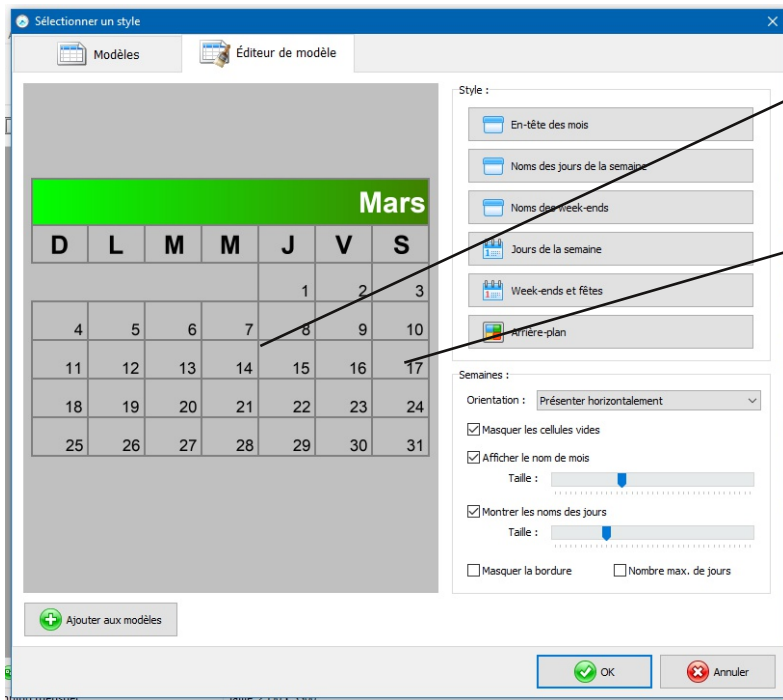 Sélectionner un style
Modèles
Éditeur de modèle
Mars
D L M M J V S
1 2 3
4 5 6 7 8 9 10
11 12 13 14 15 16 17
18 19 20 21 22 23 24
25 26 27 28 29 30 31
Style :
En-tête des mois
Noms des jours de la semaine
Noms des week-ends
Jours de la semaine
Week-ends et fêtes
Arrière-plan
Semaines :
Orientation : Présenter horizontalement
Masquer les cellules vides
Afficher le nom de mois
Taille :
Montrer les noms des jours
Taille :
Masquer la bordure
Nombre max. de jours
Ajouter aux modèles
OK
Annuler